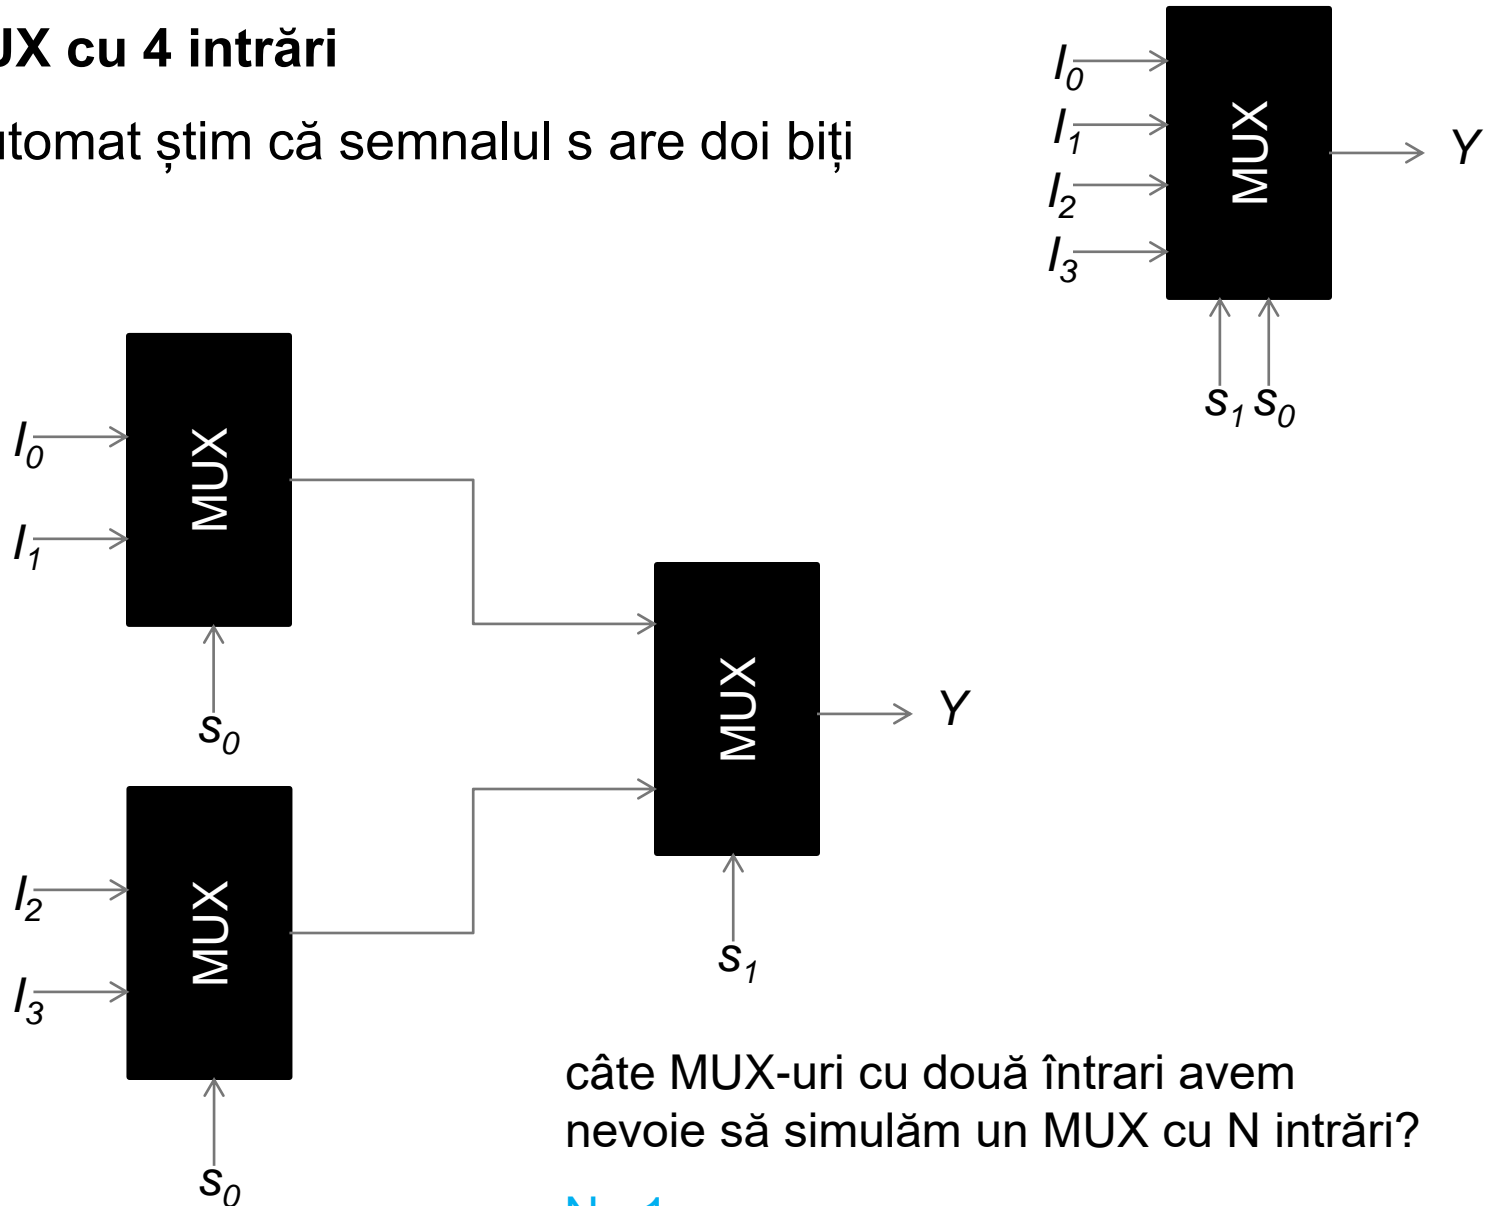 UX cu 4 intrări
utomat știm că semnalul s are doi biți
I0
I1
I2
I3
MUX
Y
s1 s0
I0
I1
MUX
s0
I2
I3
MUX
s0
MUX
Y
s1
câte MUX-uri cu două întrari avem
nevoie să simulăm un MUX cu N intrări?